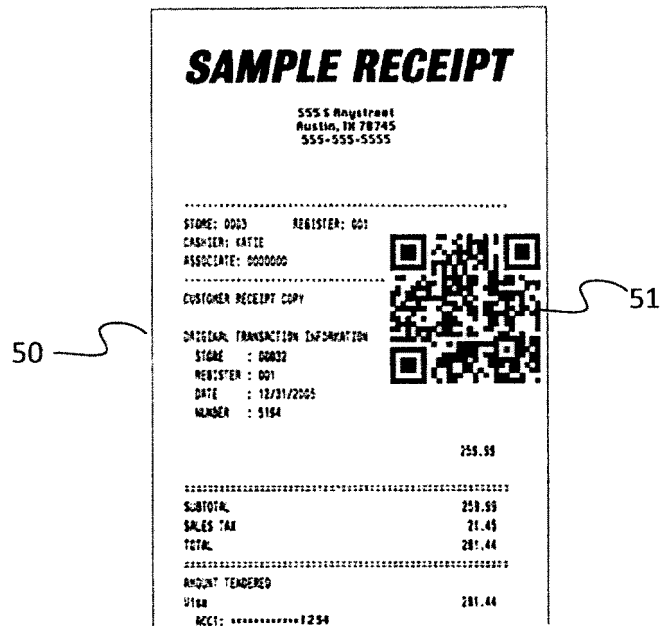 SAMPLE RECEIPT
555 S Anystreet
Austin, TX 78745
555-555-5555
STORE: 0003 REGISTER: 001
CASHIER: KATIE
ASSOCIATE: 0000000
CUSTOMER RECEIPT COPY
51
ORIGINAL TRANSACTION INFORMATION
50
STORE : 00032
REGISTER : 001
DATE : 12/31/2005
NUMBER : 5194
259.99
SUBTOTAL 259.99
SALES TAX 21.45
TOTAL 281.44
AMOUNT TENDERED
Visa 281.44
ACCT: ************1254